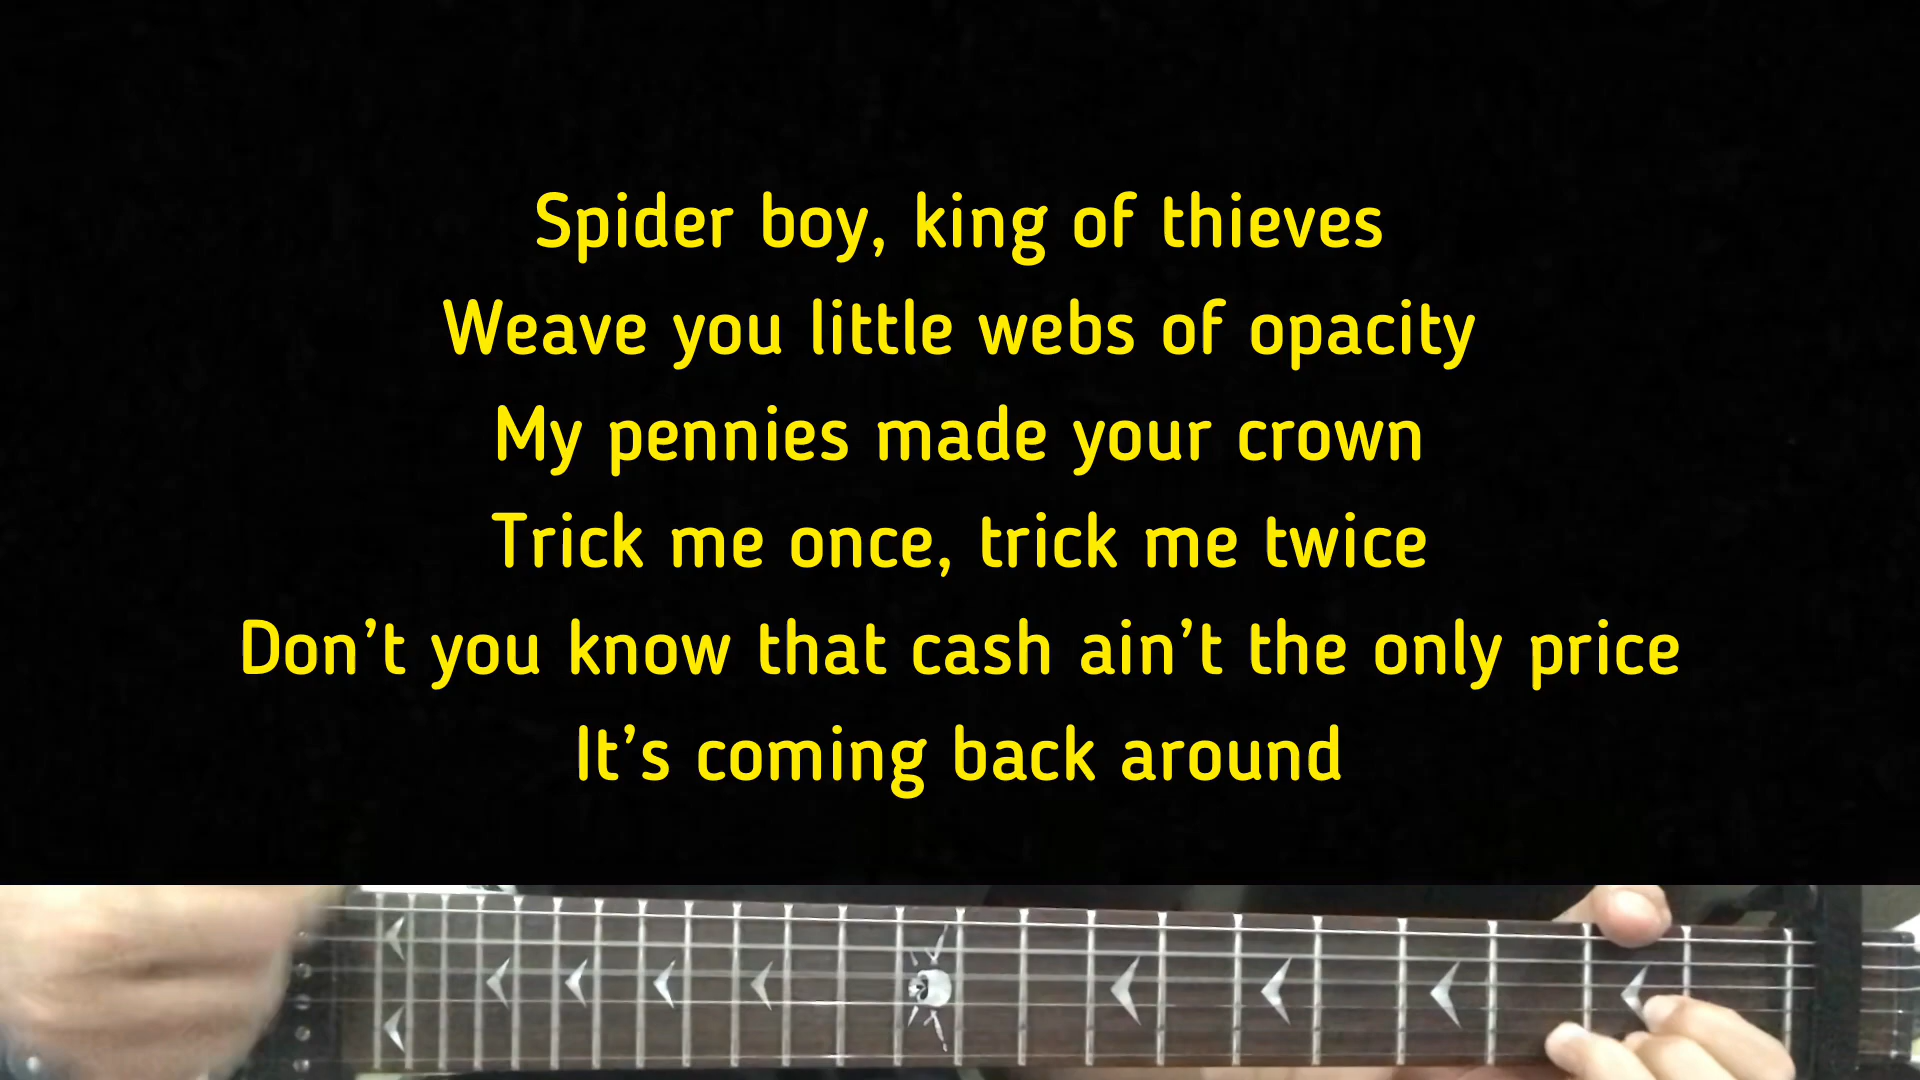 Spider boy, king of thieves
Weave you little webs of opacity
My pennies made your crown
Trick me once, trick me twice
Don’t you know that cash ain’t the only price
It’s coming back around